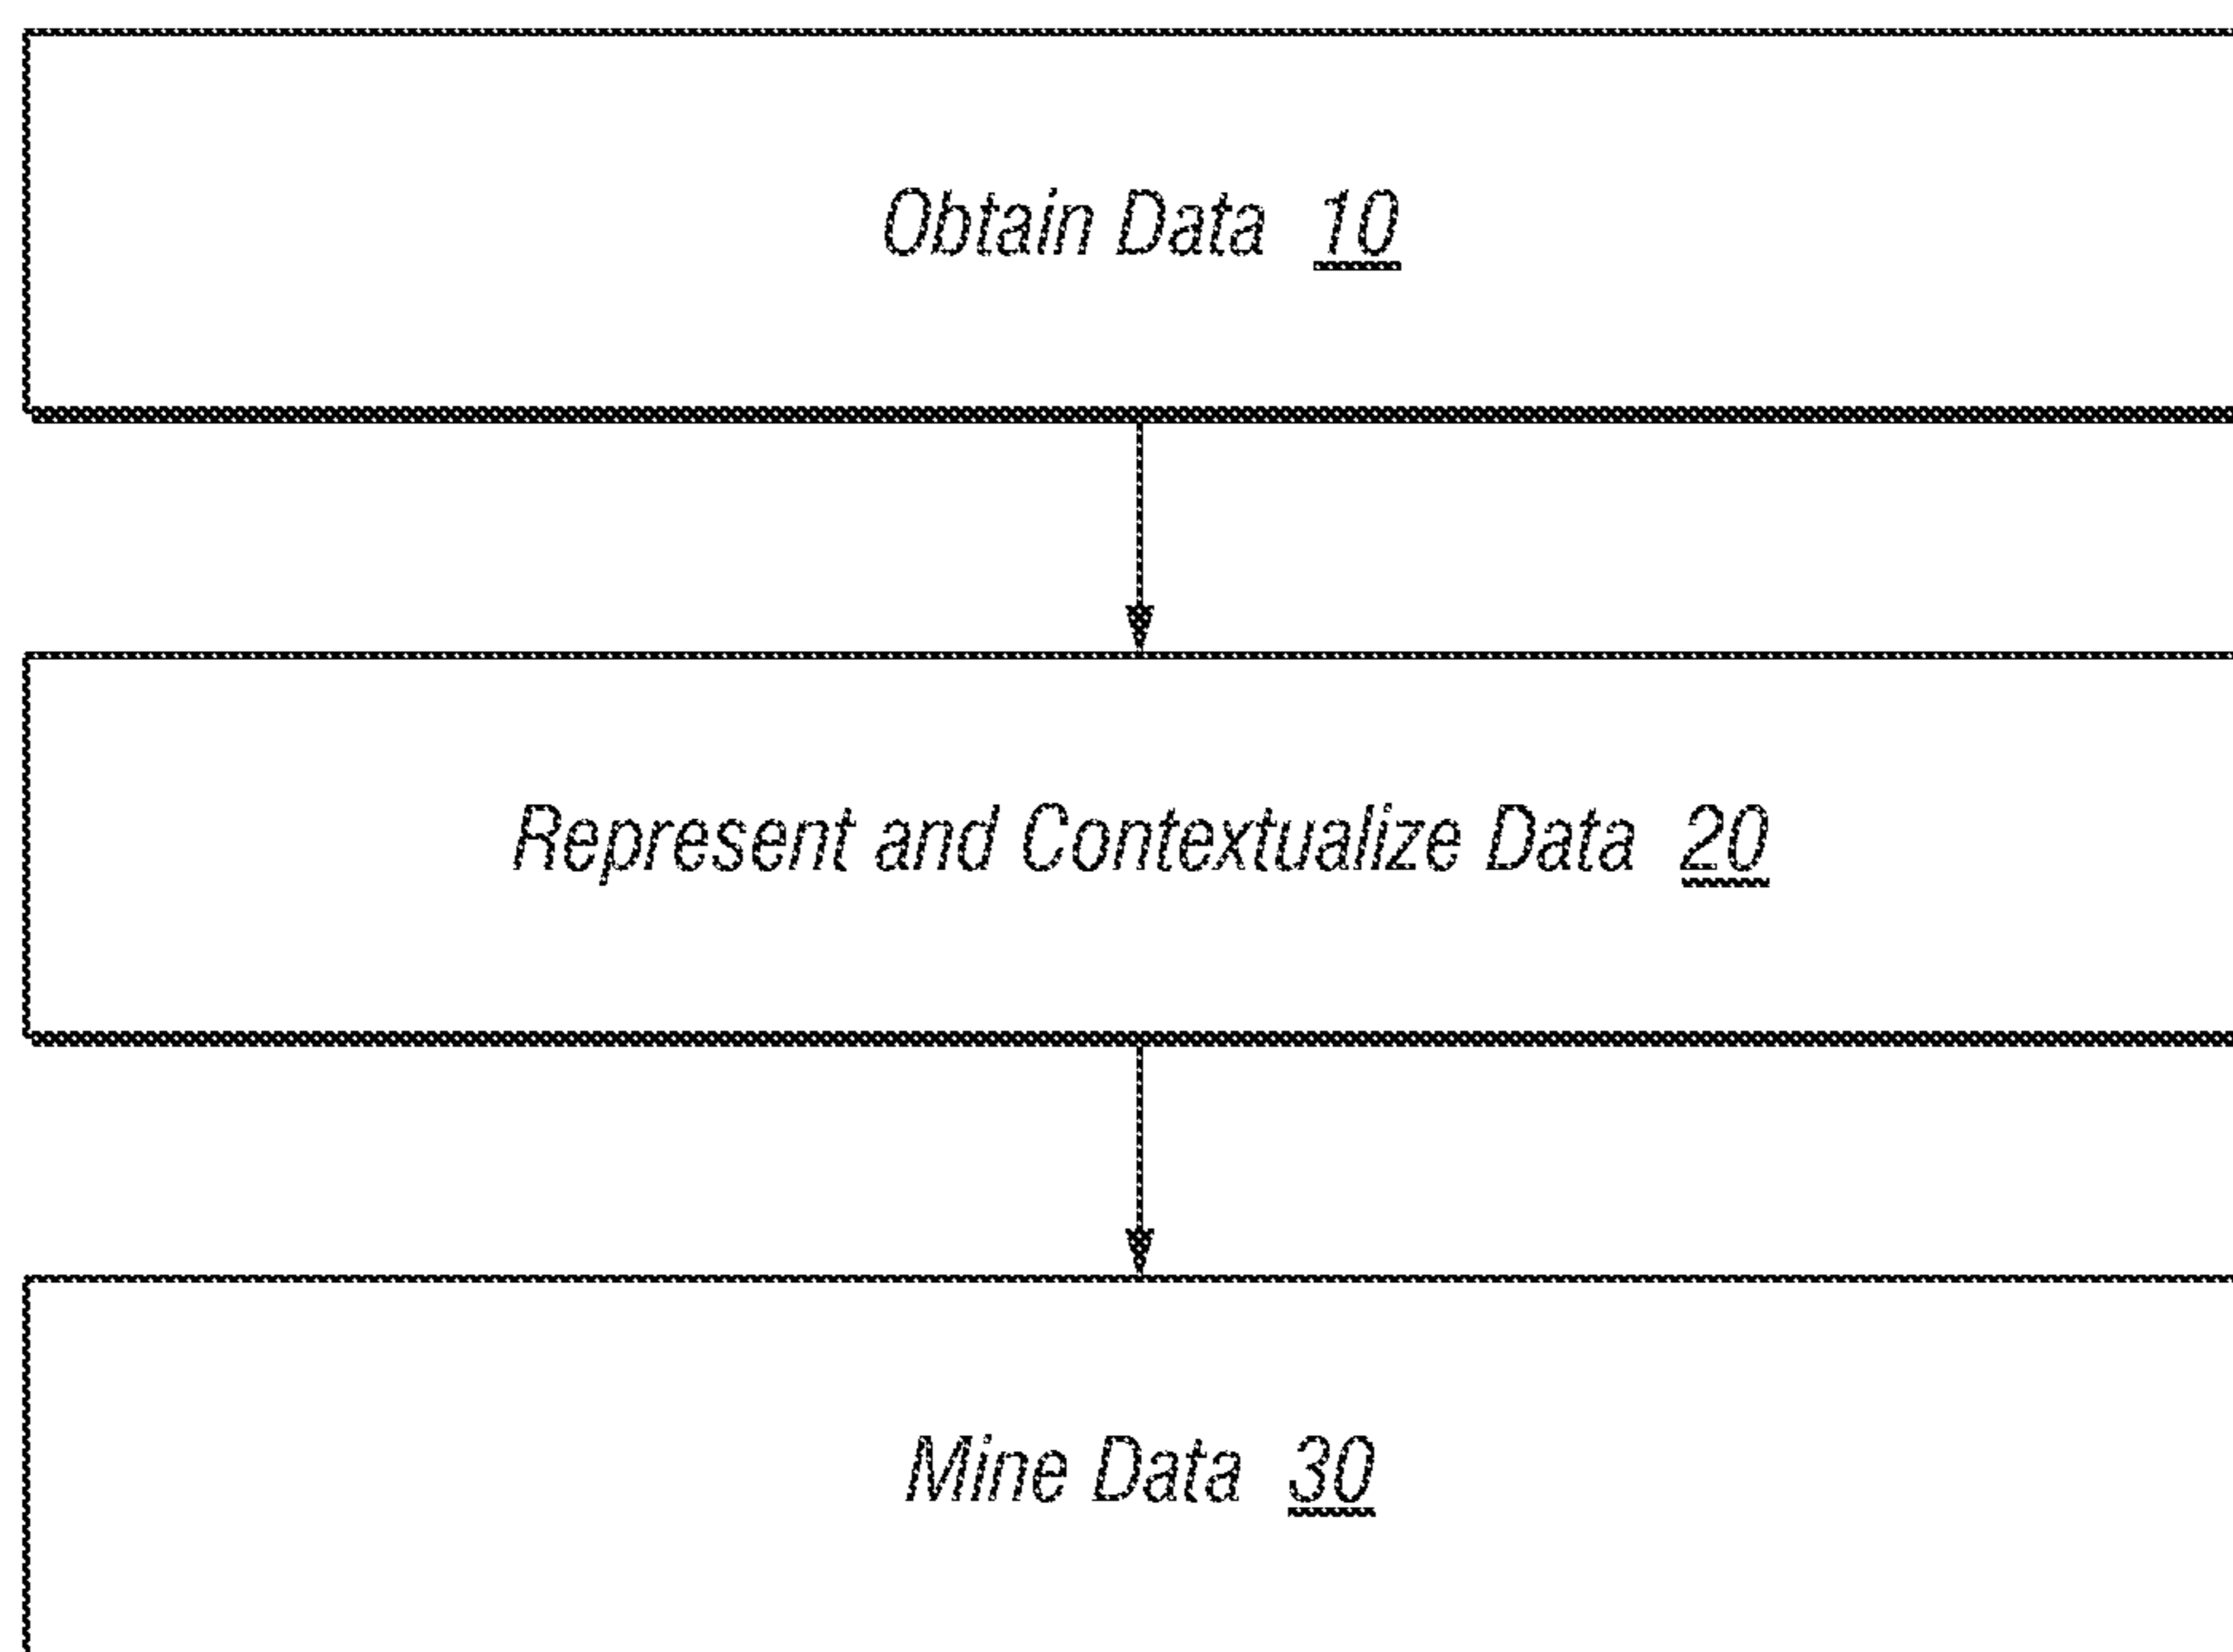 Obtain Data 10
Represent and Contextualize Data 20
Mine Data 30